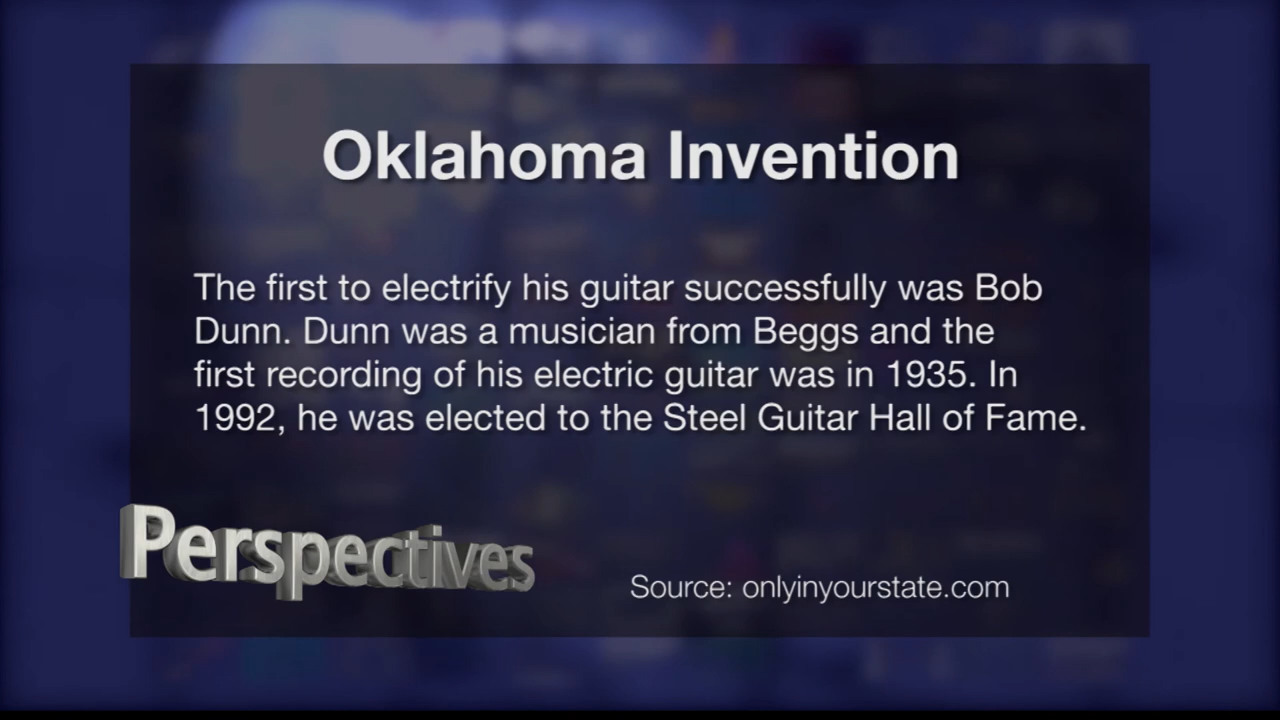 Oklahoma Invention
The first to electrify his guitar successfully was Bob
Dunn. Dunn was a musician from Beggs and the
first recording of his electric guitar was in 1935. In
1992, he was elected to the Steel Guitar Hall of Fame.
Perspectives
Source: onlyinyourstate.com